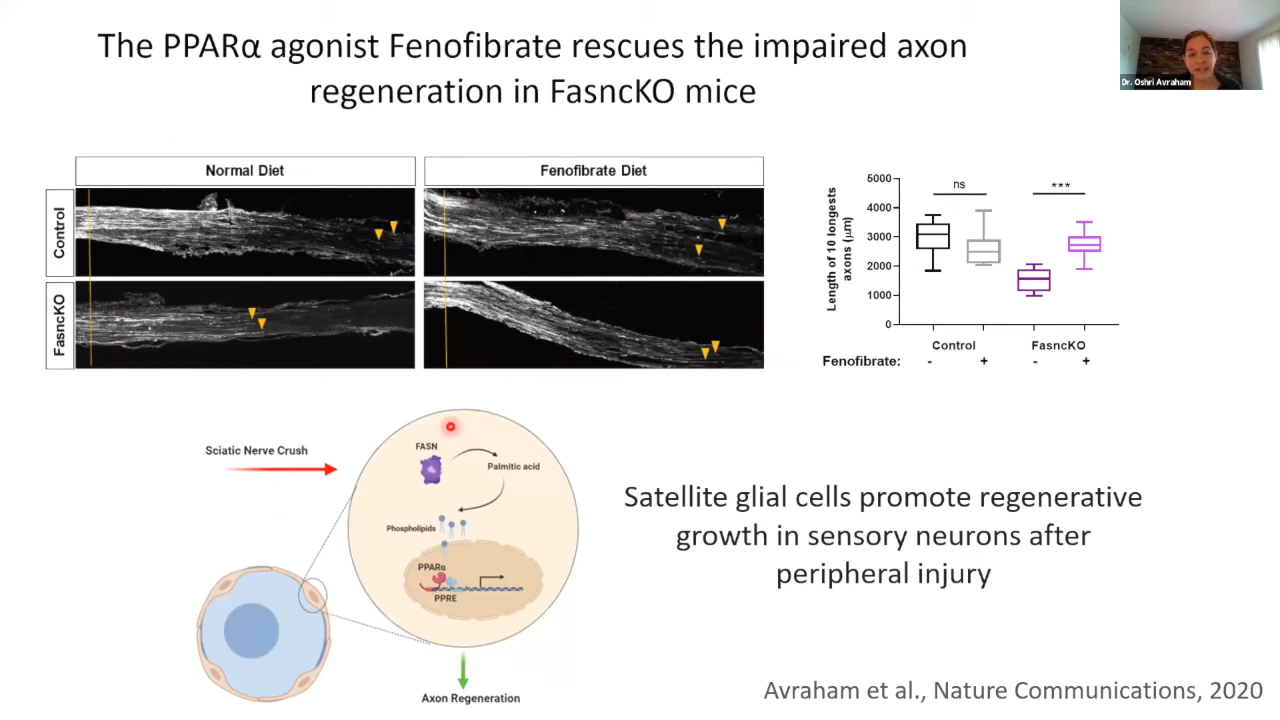 The PPARα agonist Fenofibrate rescues the impaired axon
regeneration in FasncKO mice
Dr. Oshri Avraham
Normal Diet
Fenofibrate Diet
Control
FasncKO
Length of 10 longests
axons (µm)
5000
4000
3000
2000
1000
0
ns
***
Control
FasncKO
Fenofibrate:
-
+
-
+
Sciatic Nerve Crush
FASN
Palmitic acid
Phospholipids
PPARα
PPRE
Axon Regeneration
Satellite glial cells promote regenerative
growth in sensory neurons after
peripheral injury
Avraham et al., Nature Communications, 2020